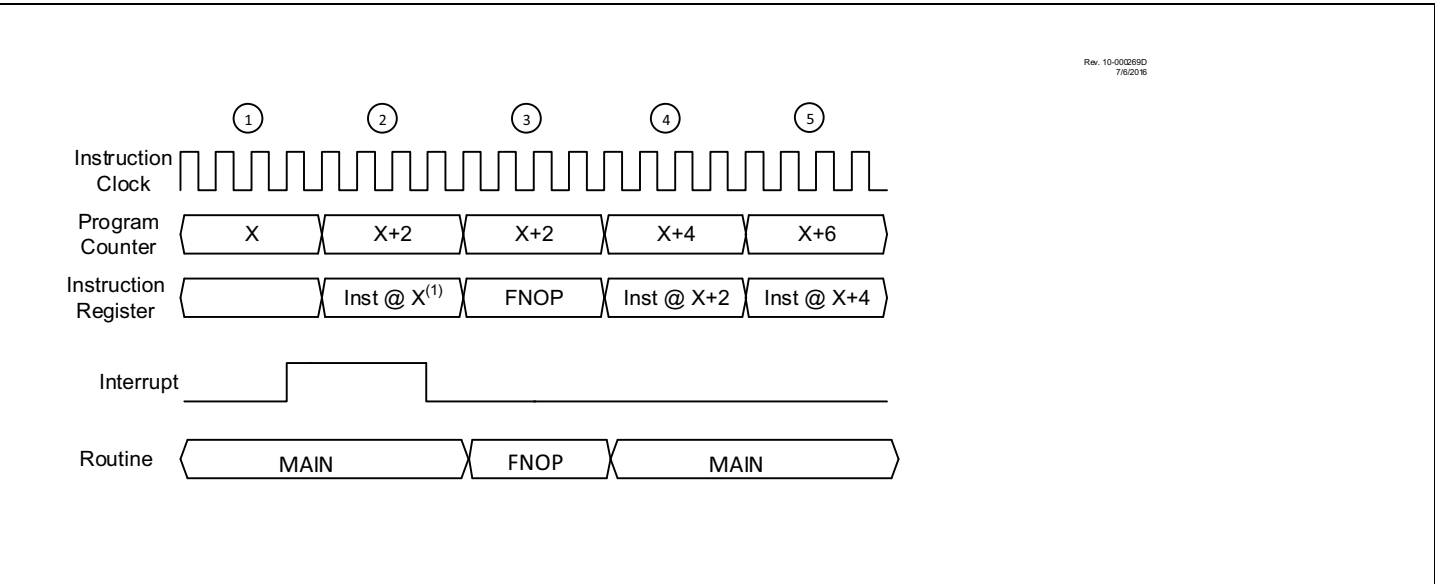 Rev. 10-000269D
7/6/2016
1 2 3 4 5
Instruction
Clock
Program
Counter
X X+2 X+2 X+4 X+6
Instruction
Register
Inst @ X(1) FNOP Inst @ X+2 Inst @ X+4
Interrupt
Routine MAIN FNOP MAIN